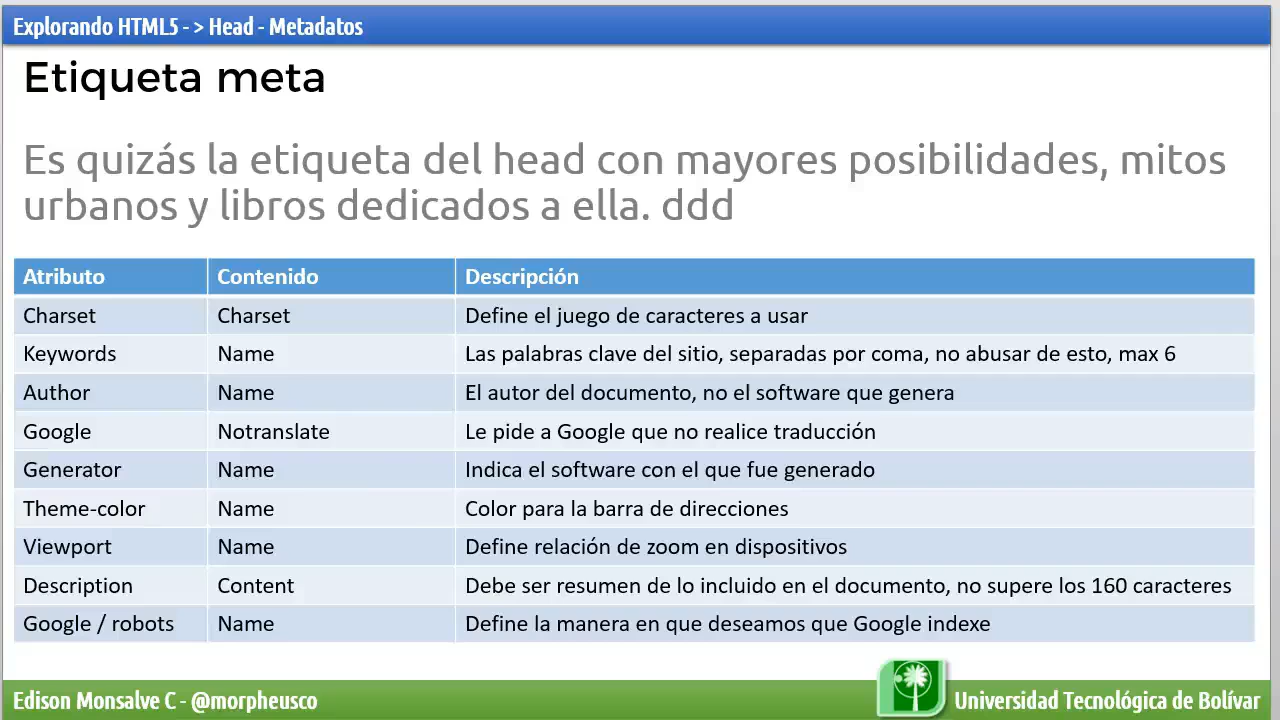 Explorando HTML5 - > Head - Metadatos
Etiqueta meta
Es quizás la etiqueta del head con mayores posibilidades, mitos
urbanos y libros dedicados a ella. ddd
Atributo Contenido Descripción
Charset Charset Define el juego de caracteres a usar
Keywords Name Las palabras clave del sitio, separadas por coma, no abusar de esto, max 6
Author Name El autor del documento, no el software que genera
Google Notranslate Le pide a Google que no realice traducción
Generator Name Indica el software con el que fue generado
Theme-color Name Color para la barra de direcciones
Viewport Name Define relación de zoom en dispositivos
Description Content Debe ser resumen de lo incluido en el documento, no supere los 160 caracteres
Google / robots Name Define la manera en que deseamos que Google indexe
Edison Monsalve C - @morpheusco
Universidad Tecnológica de Bolívar